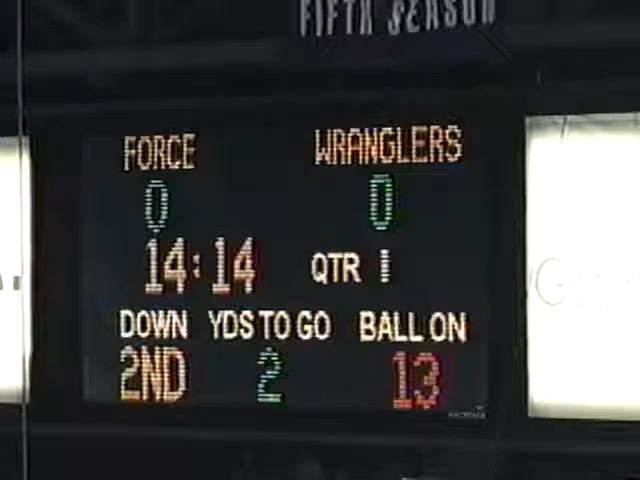 FIFTH SEASON
FORCE WRANGLERS
0 0
14:14 QTR 1
DOWN YDS TO GO BALL ON
2ND 2 13